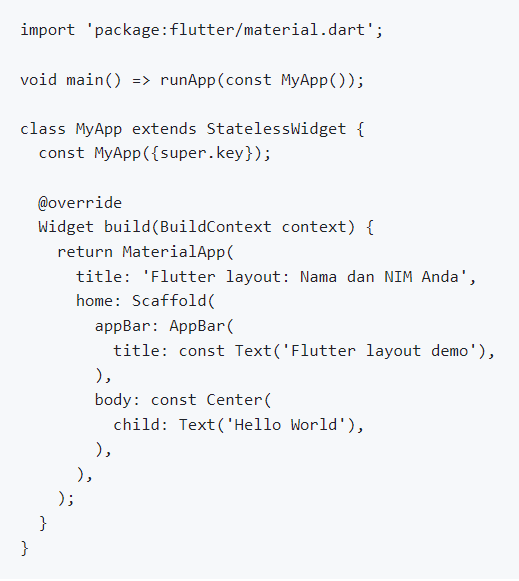 import 'package:flutter/material.dart';

void main() => runApp(const MyApp());

class MyApp extends StatelessWidget {
  const MyApp({super.key});

  @override
  Widget build(BuildContext context) {
    return MaterialApp(
      title: 'Flutter layout: Nama dan NIM Anda',
      home: Scaffold(
        appBar: AppBar(
          title: const Text('Flutter layout demo'),
        ),
        body: const Center(
          child: Text('Hello World'),
        ),
      ),
    );
  }
}